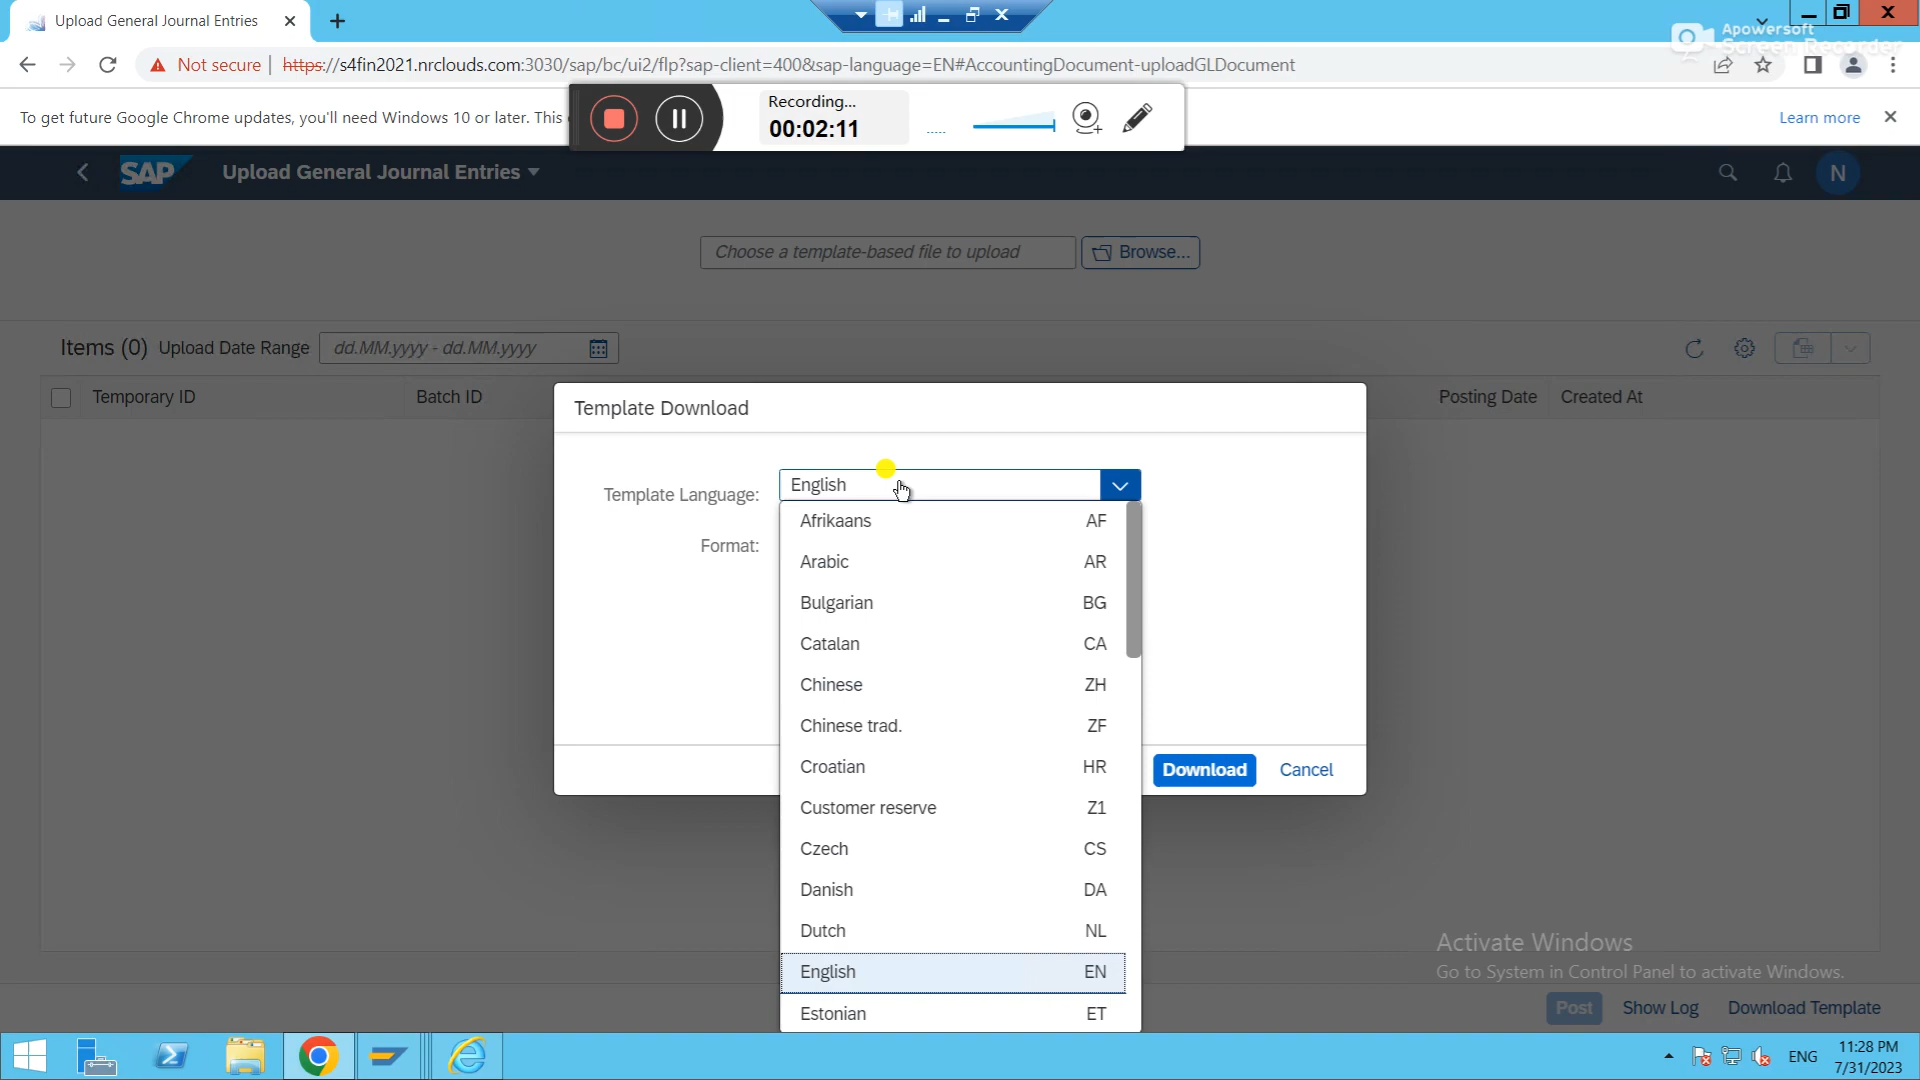 Upload General Journal Entries
Apowersoft
Screen Recorder
Not secure
https://s4fin2021.nrclouds.com:3030/sap/bc/ui2/flp?sap-client=400&sap-language=EN#AccountingDocument-uploadGLDocument
To get future Google Chrome updates, you'll need Windows 10 or later. This
Learn more
Recording...
00:02:11
SAP
Upload General Journal Entries
N
Choose a template-based file to upload
Browse...
Items (0) Upload Date Range dd.MM.yyyy - dd.MM.yyyy
Temporary ID Batch ID Posting Date Created At
Template Download
Template Language: English
Format:
Afrikaans AF
Arabic AR
Bulgarian BG
Catalan CA
Chinese ZH
Chinese trad. ZF
Croatian HR
Customer reserve Z1
Czech CS
Danish DA
Dutch NL
English EN
Estonian ET
Download Cancel
Activate Windows
Go to System in Control Panel to activate Windows.
Post Show Log Download Template
ENG
11:28 PM
7/31/2023